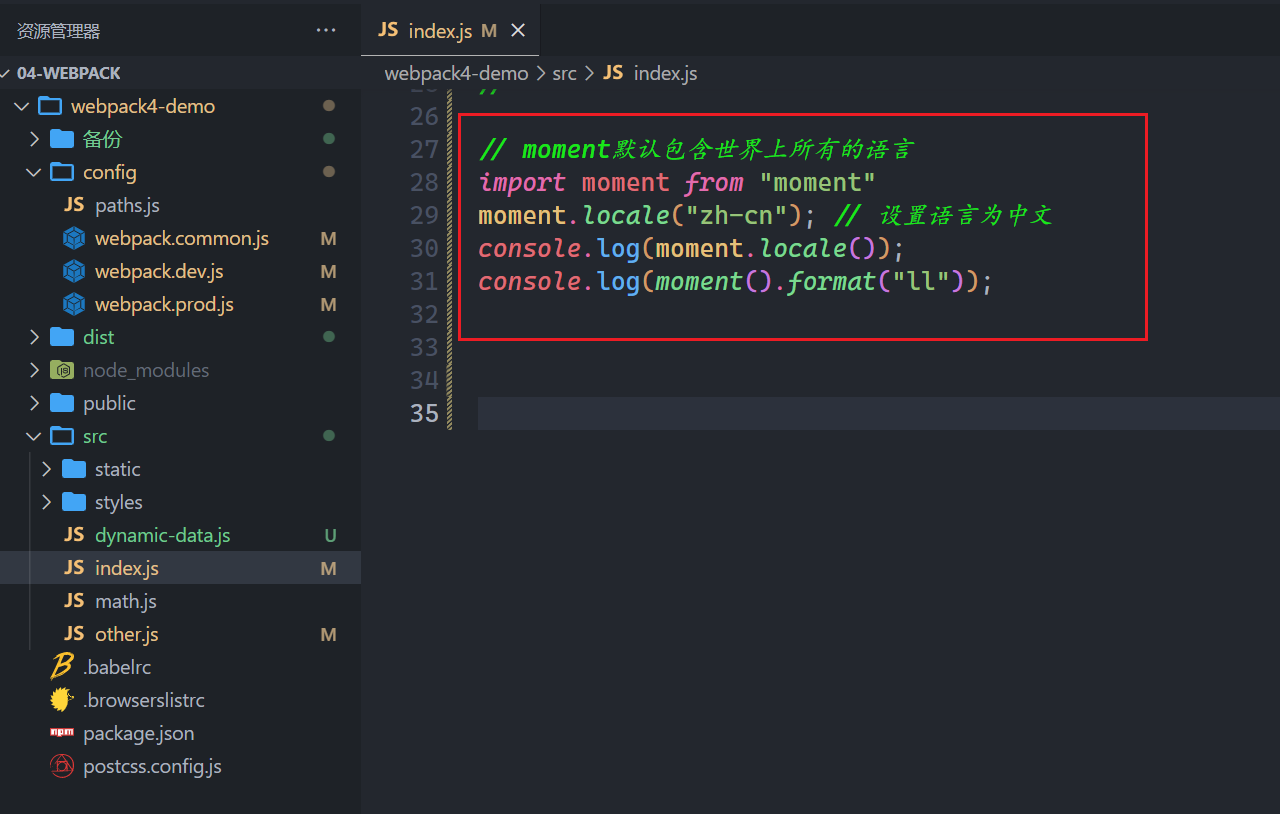 资源管理器 ···
04-WEBPACK
webpack4-demo
备份
config
JS paths.js
webpack.common.js M
webpack.dev.js M
webpack.prod.js M
dist
node_modules
public
src
static
styles
JS dynamic-data.js U
JS index.js M
JS math.js
JS other.js M
.babelrc
.browserslistrc
npm package.json
postcss.config.js
JS index.js M
webpack4-demo > src > JS index.js
26
27 // moment默认包含世界上所有的语言
28 import moment from "moment"
29 moment.locale("zh-cn"); // 设置语言为中文
30 console.log(moment.locale());
31 console.log(moment().format("ll"));
32
33
34
35